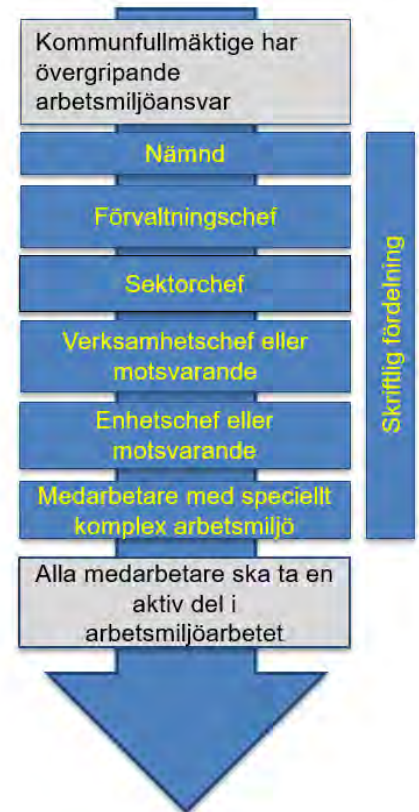 Kommunfullmäktige har
övergripande
arbetsmiljöansvar
Nämnd
Förvaltningschef
Sektorchef
Verksamhetschef eller
motsvarande
Enhetschef eller
motsvarande
Medarbetare med speciellt
komplex arbetsmiljö
Skriftlig fördelning
Alla medarbetare ska ta en
aktiv del i
arbetsmiljöarbetet